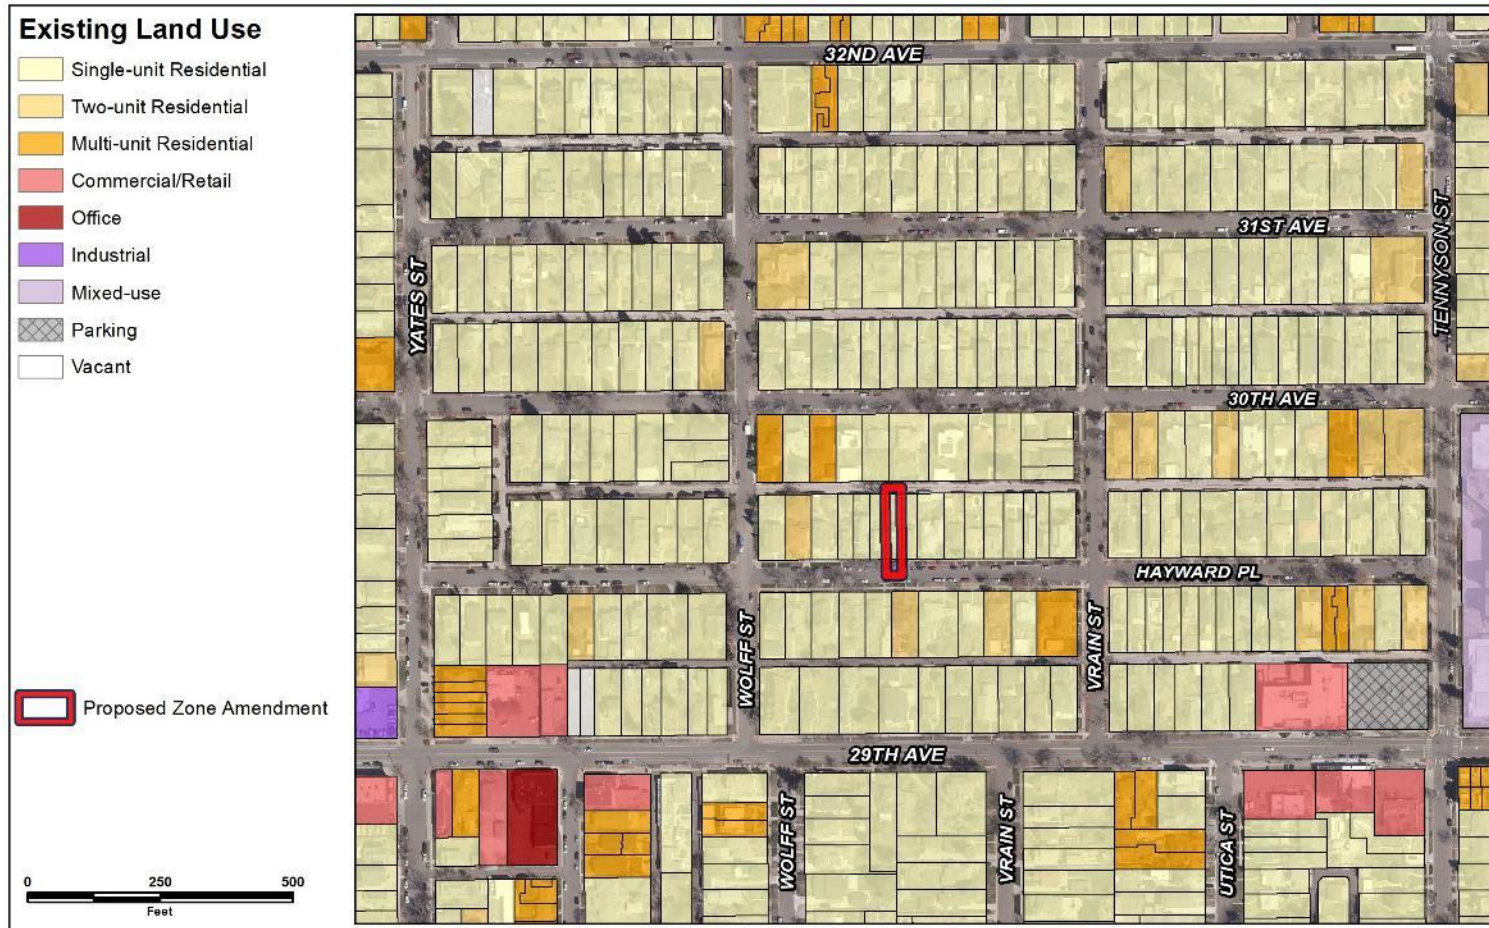 Existing Land Use
Single-unit Residential
Two-unit Residential
Multi-unit Residential
Commercial/Retail
Office
Industrial
Mixed-use
Parking
Vacant
Proposed Zone Amendment
0 250 500
Feet
32ND AVE
31ST AVE
YATES ST
TENNYSON ST
30TH AVE
HAYWARD PL
WOLFF ST
VRAIN ST
29TH AVE
WOLFF ST
VRAIN ST
UTICA ST